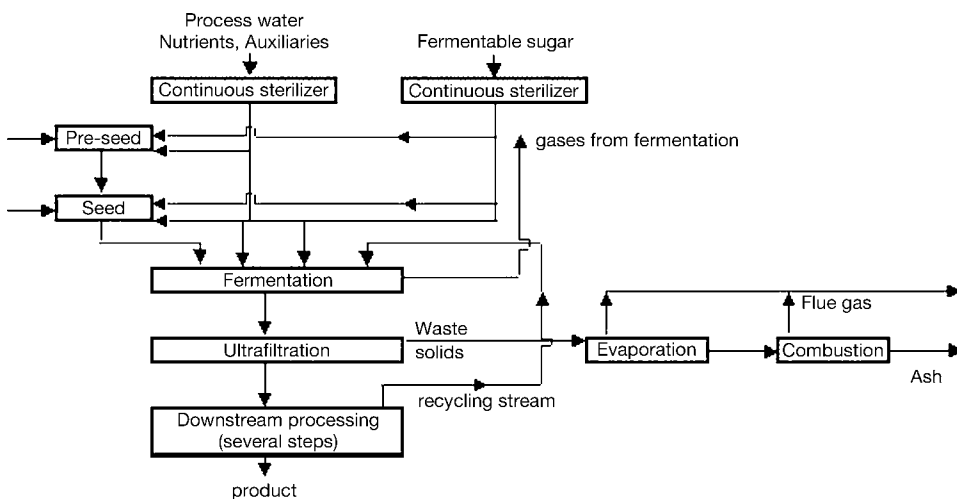 Process water
Nutrients, Auxiliaries
Fermentable sugar
Continuous sterilizer
Continuous sterilizer
Pre-seed
gases from fermentation
Seed
Fermentation
Flue gas
Waste
solids
Ultrafiltration
Evaporation
Combustion
Ash
recycling stream
Downstream processing
(several steps)
product